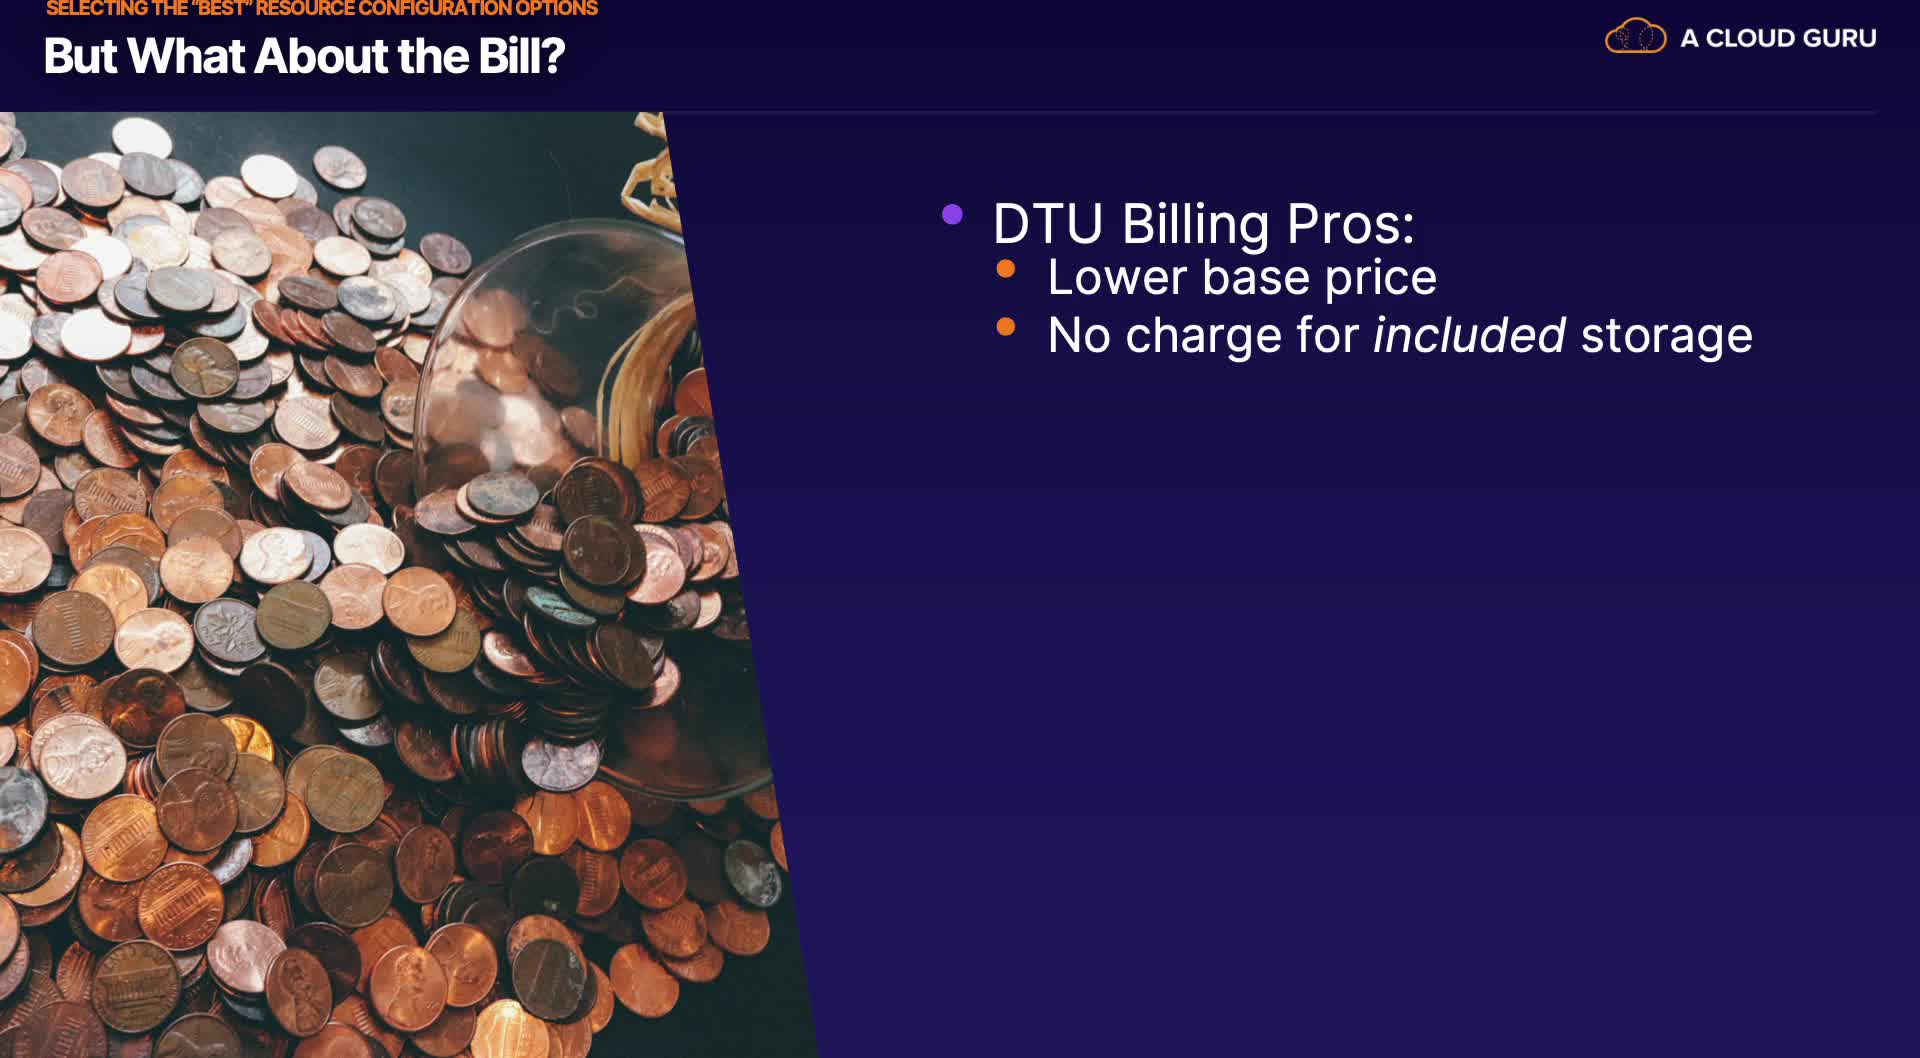 SELECTING THE “BEST” RESOURCE CONFIGURATION OPTIONS
But What About the Bill?
A CLOUD GURU
DTU Billing Pros:
Lower base price
No charge for included storage